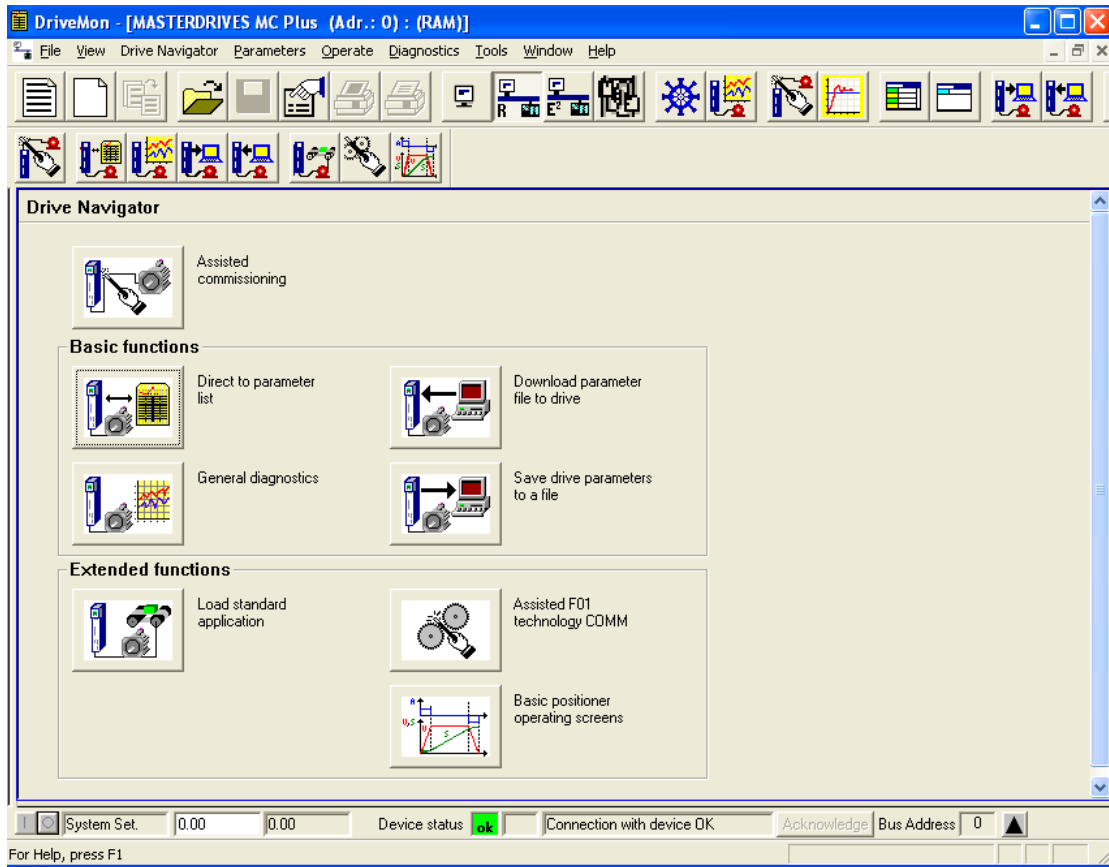 DriveMon - [MASTERDRIVES MC Plus (Adr.: 0) : (RAM)]
File View Drive Navigator Parameters Operate Diagnostics Tools Window Help
R E²
Drive Navigator
Assisted
commissioning
Basic functions
Direct to parameter
list
Download parameter
file to drive
General diagnostics
Save drive parameters
to a file
Extended functions
Load standard
application
Assisted F01
technology COMM
A
V,S
V
S
Basic positioner
operating screens
System Set. 0.00 0.00 Device status ok Connection with device OK Acknowledge Bus Address 0
For Help, press F1